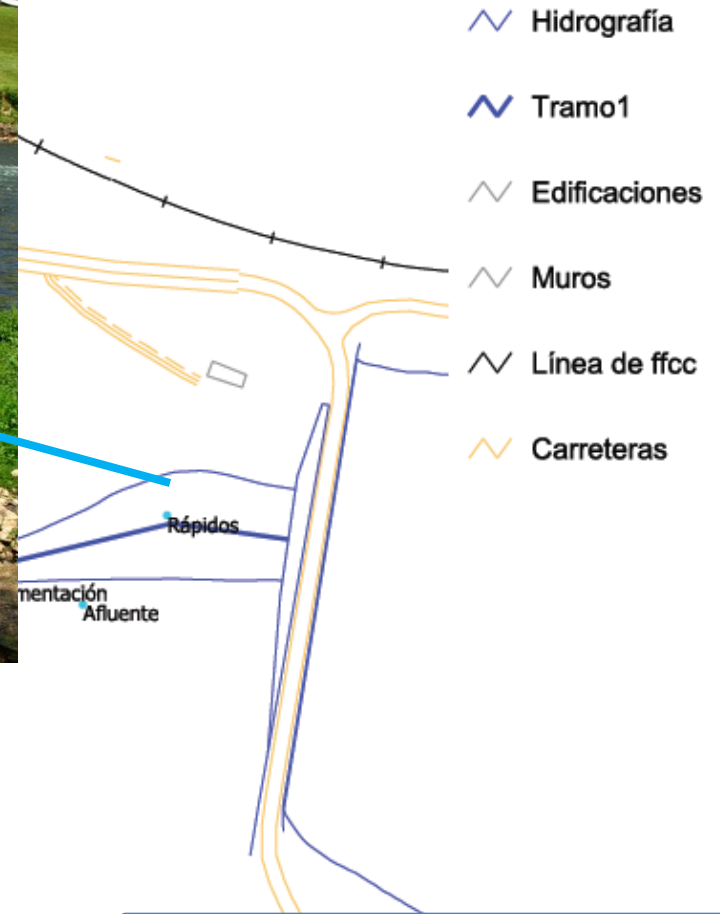 Hidrografía
Tramo1
Edificaciones
Muros
Línea de ffcc
Carreteras
Rápidos
mentación
Afluente